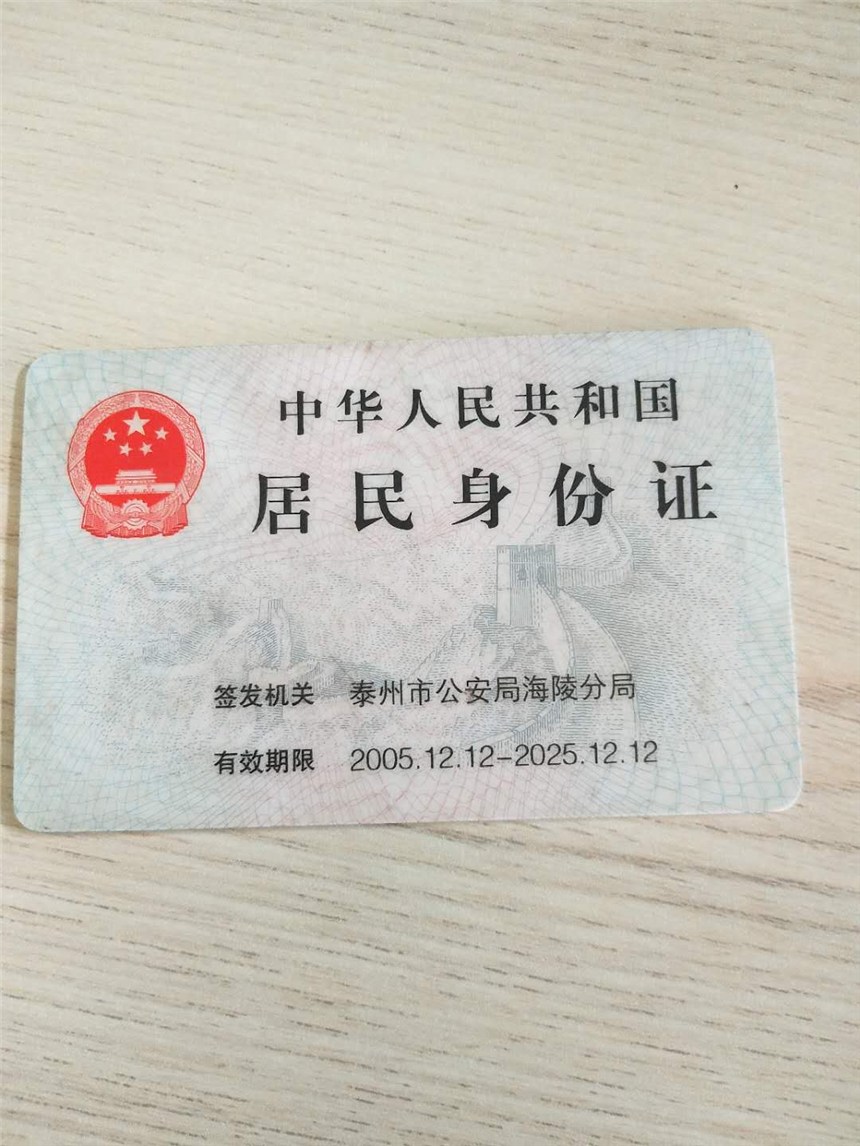 中华人民共和国
居民身份证
签发机关 泰州市公安局海陵分局
有效期限 2005.12.12-2025.12.12